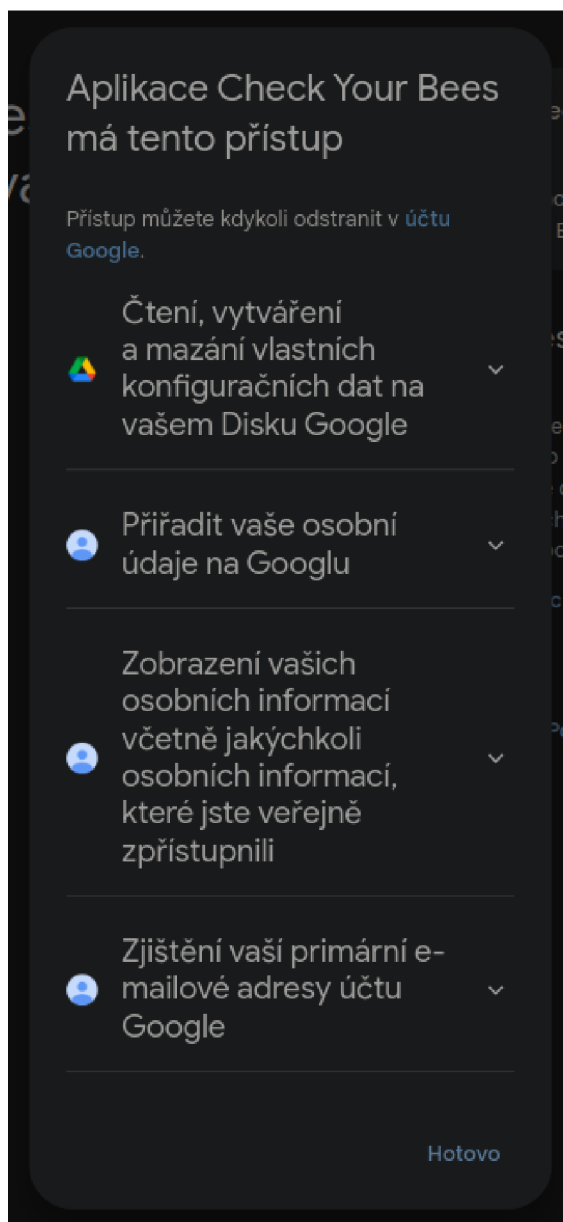 Aplikace Check Your Bees
má tento přístup
Přístup můžete kdykoli odstranit v účtu
Google.
Čtení, vytváření
a mazání vlastních
konfiguračních dat na
vašem Disku Google
Přiřadit vaše osobní
údaje na Googlu
Zobrazení vašich
osobních informací
včetně jakýchkoli
osobních informací,
které jste veřejně
zpřístupnili
Zjištění vaší primární e-
mailové adresy účtu
Google
Hotovo